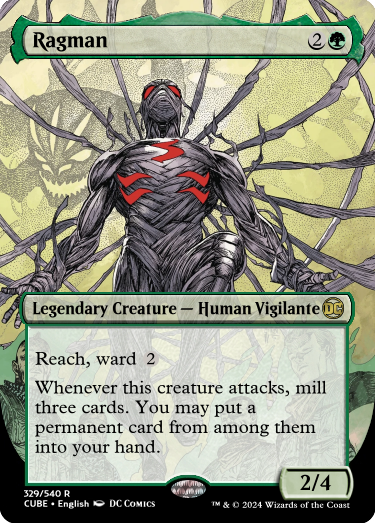 Ragman 2
Legendary Creature — Human Vigilante DC
Reach, ward 2
Whenever this creature attacks, mill
three cards. You may put a
permanent card from among them
into your hand.
2/4
329/540 R
CUBE • English DC COMICS
™ & © 2024 Wizards of the Coast